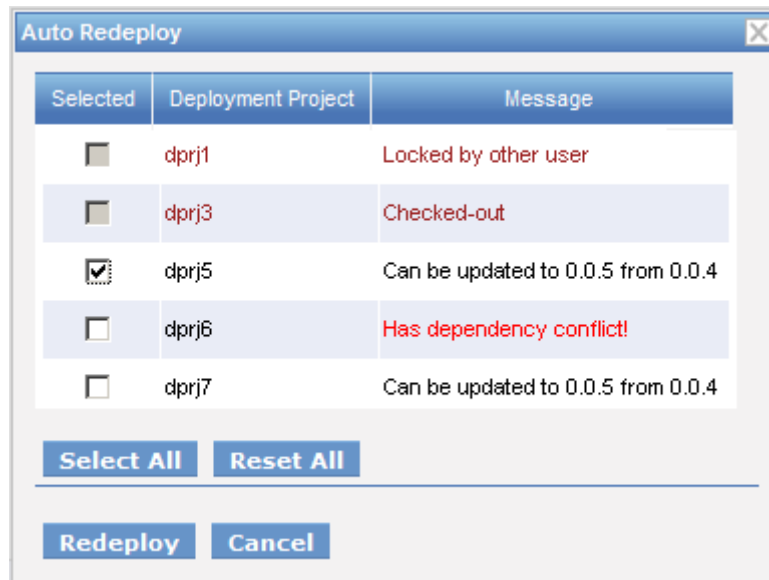 Auto Redeploy
Selected Deployment Project Message
dprj1 Locked by other user
dprj3 Checked-out
dprj5 Can be updated to 0.0.5 from 0.0.4
dprj6 Has dependency conflict!
dprj7 Can be updated to 0.0.5 from 0.0.4
Select All Reset All
Redeploy Cancel